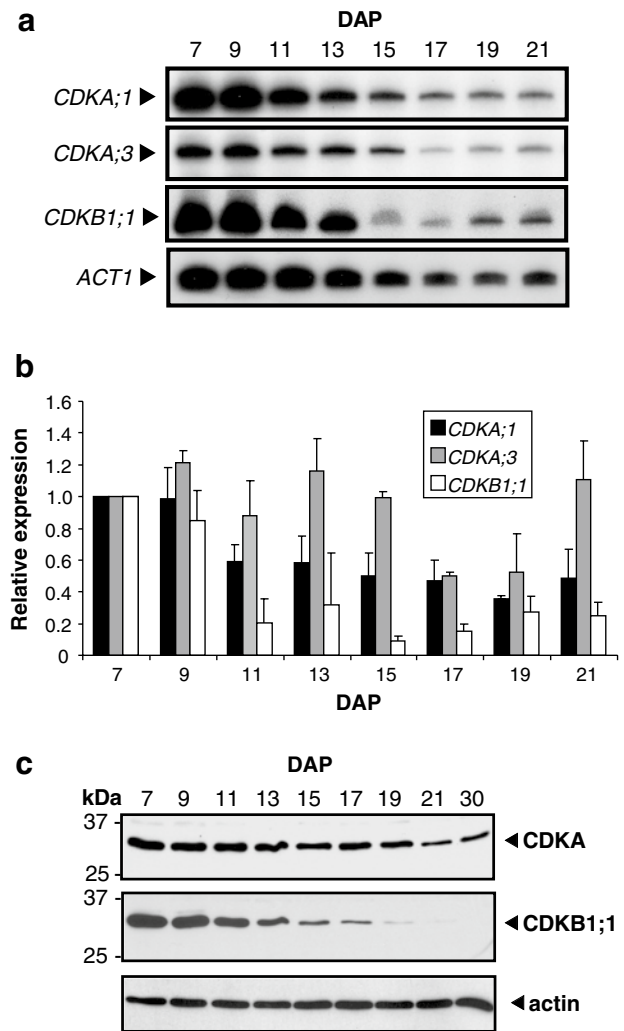 a
DAP
7 9 11 13 15 17 19 21
CDKA;1
CDKA;3
CDKB1;1
ACT1
b
1.6
1.4
1.2
1.0
0.8
0.6
0.4
0.2
0
Relative expression
CDKA;1
CDKA;3
CDKB1;1
7 9 11 13 15 17 19 21
DAP
c
DAP
kDa 7 9 11 13 15 17 19 21 30
37
CDKA
25
37
CDKB1;1
25
actin